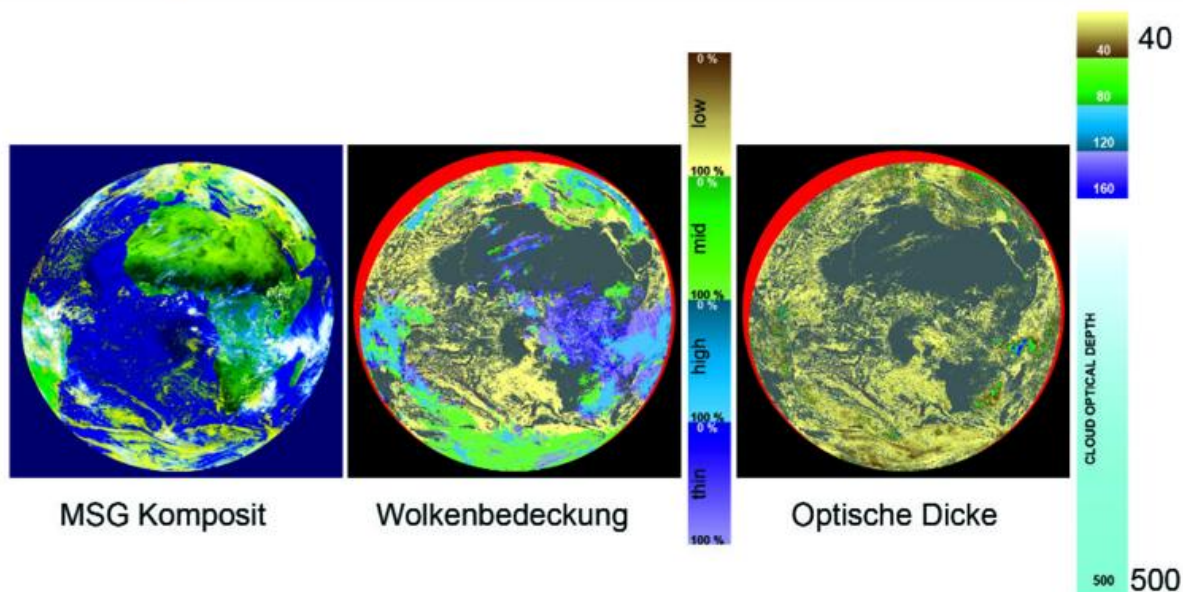 MSG Komposit
Wolkenbedeckung
0 %
low
100 %
0 %
mid
100 %
0 %
high
100 %
0 %
thin
100 %
Optische Dicke
40
40
80
120
160
CLOUD OPTICAL DEPTH
500
500